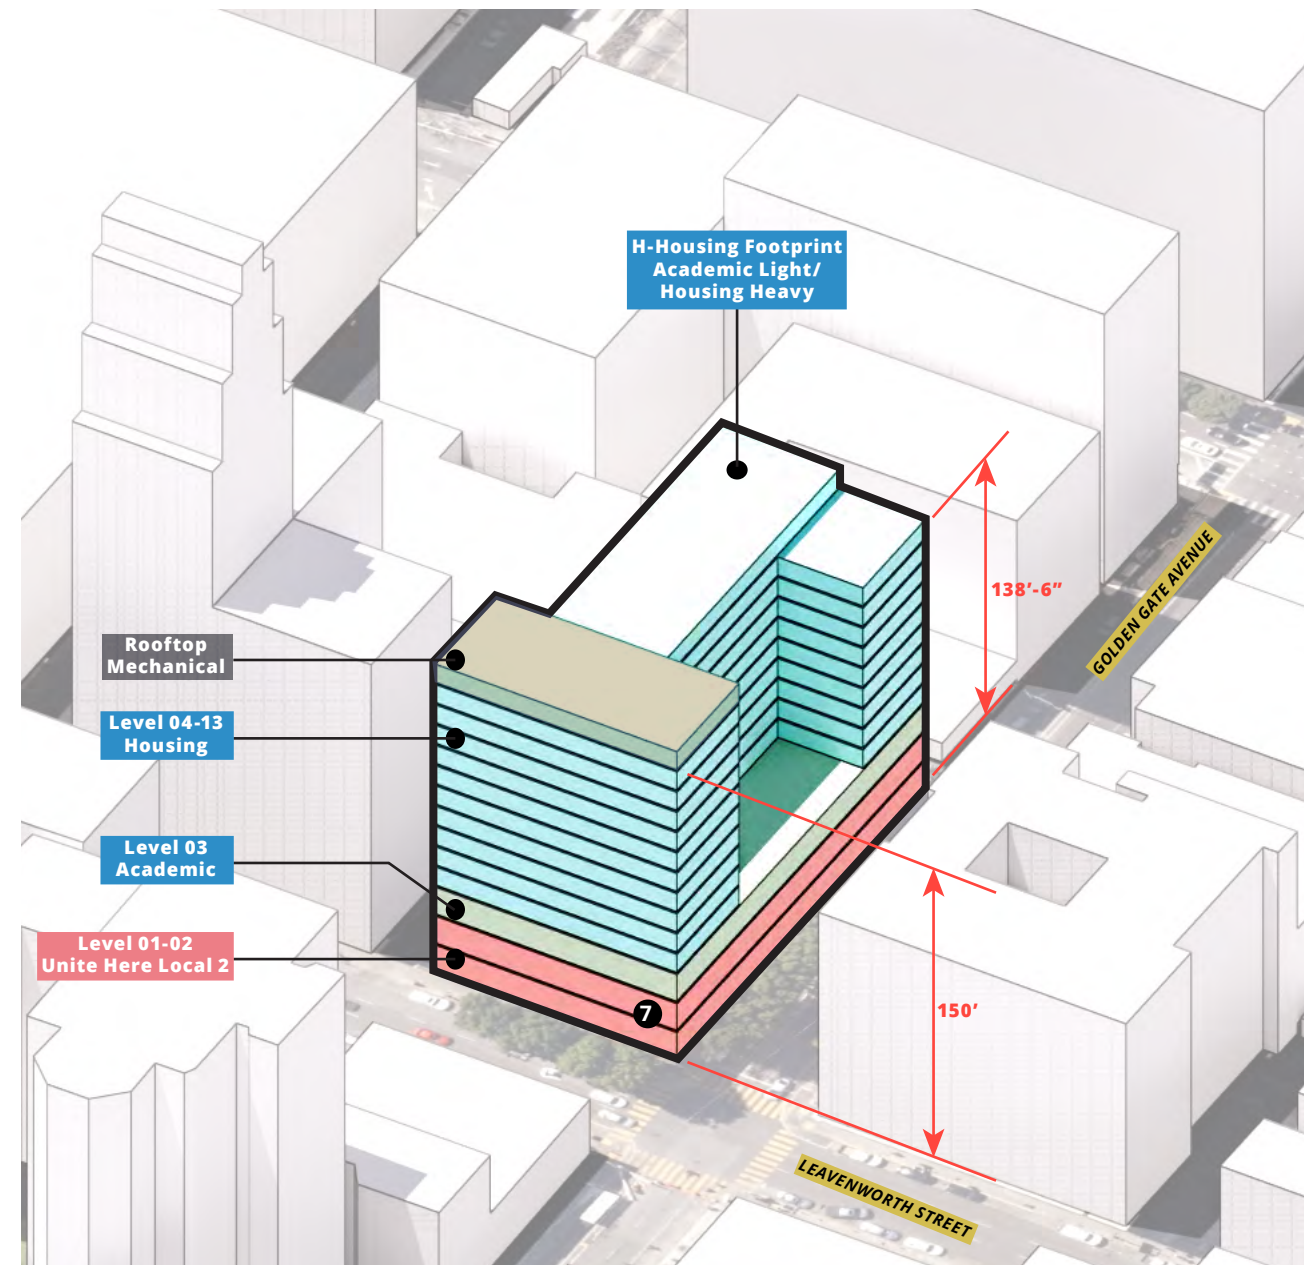 H-Housing Footprint
Academic Light/
Housing Heavy
138’-6”
GOLDEN GATE AVENUE
Rooftop
Mechanical
Level 04-13
Housing
Level 03
Academic
Level 01-02
Unite Here Local 2
7
150’
LEAVENWORTH STREET